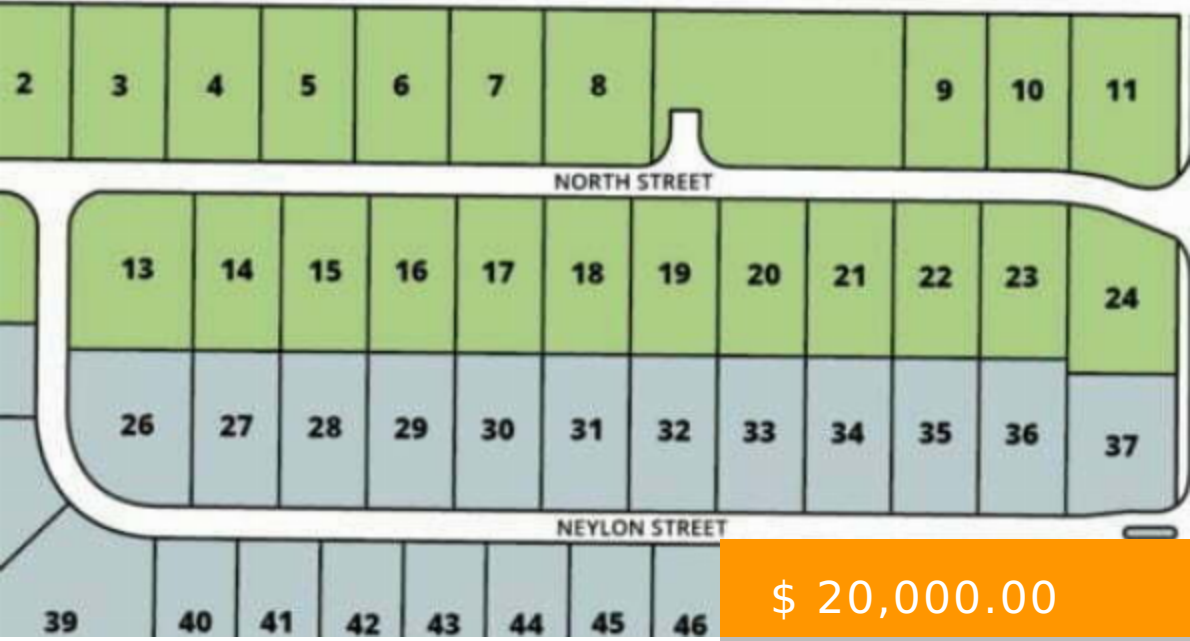 2 3 4 5 6 7 8 9 10 11
NORTH STREET
13 14 15 16 17 18 19 20 21 22 23 24
26 27 28 29 30 31 32 33 34 35 36 37
NEYLON STREET
39 40 41 42 43 44 45 46
$ 20,000.00